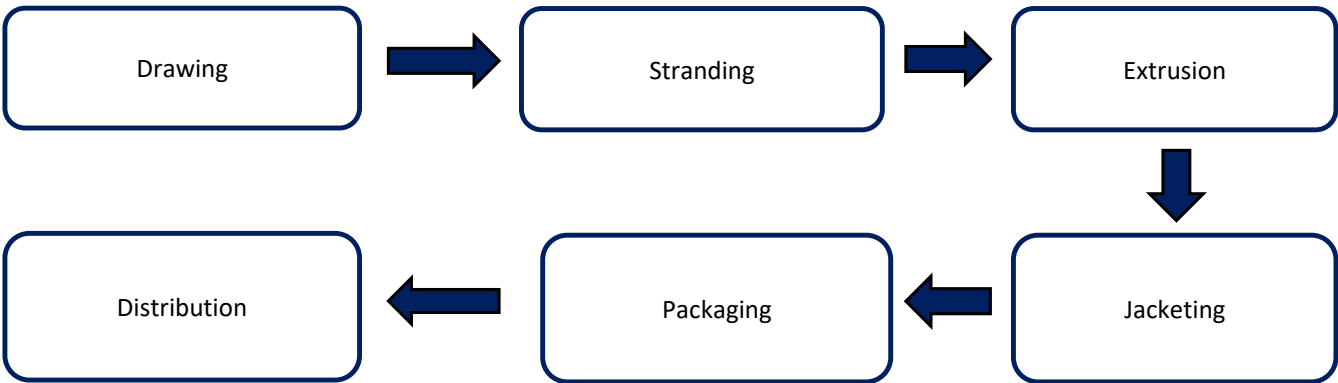 Drawing
Stranding
Extrusion
Jacketing
Packaging
Distribution